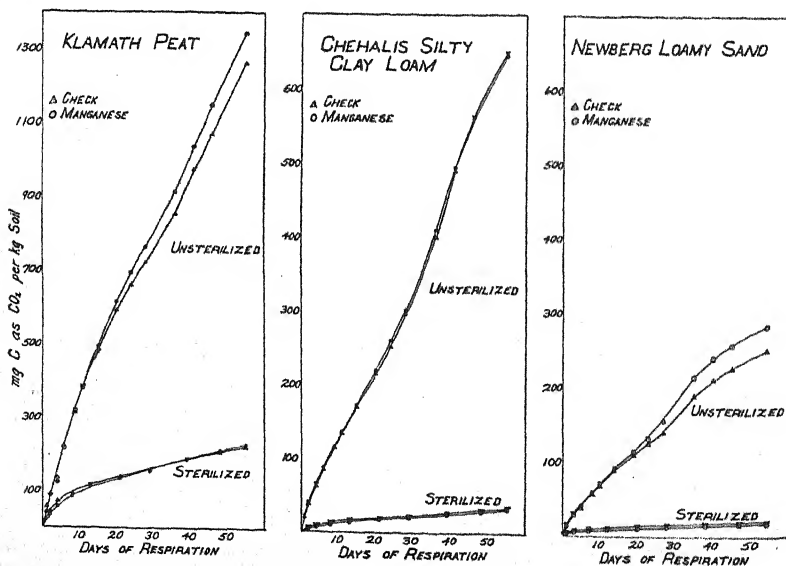 KLAMATH PEAT
△ CHECK
○ MANGANESE
1300
1100
900
700
500
300
100
mg C as CO₂ per kg Soil
UNSTERILIZED
STERILIZED
10 20 30 40 50
DAYS OF RESPIRATION
CHEHALIS SILTY
CLAY LOAM
△ CHECK
○ MANGANESE
600
500
400
300
200
100
UNSTERILIZED
STERILIZED
10 20 30 40 50
DAYS OF RESPIRATION
NEWBERG LOAMY SAND
△ CHECK
○ MANGANESE
600
500
400
300
200
100
UNSTERILIZED
STERILIZED
10 20 30 40 50
DAYS OF RESPIRATION